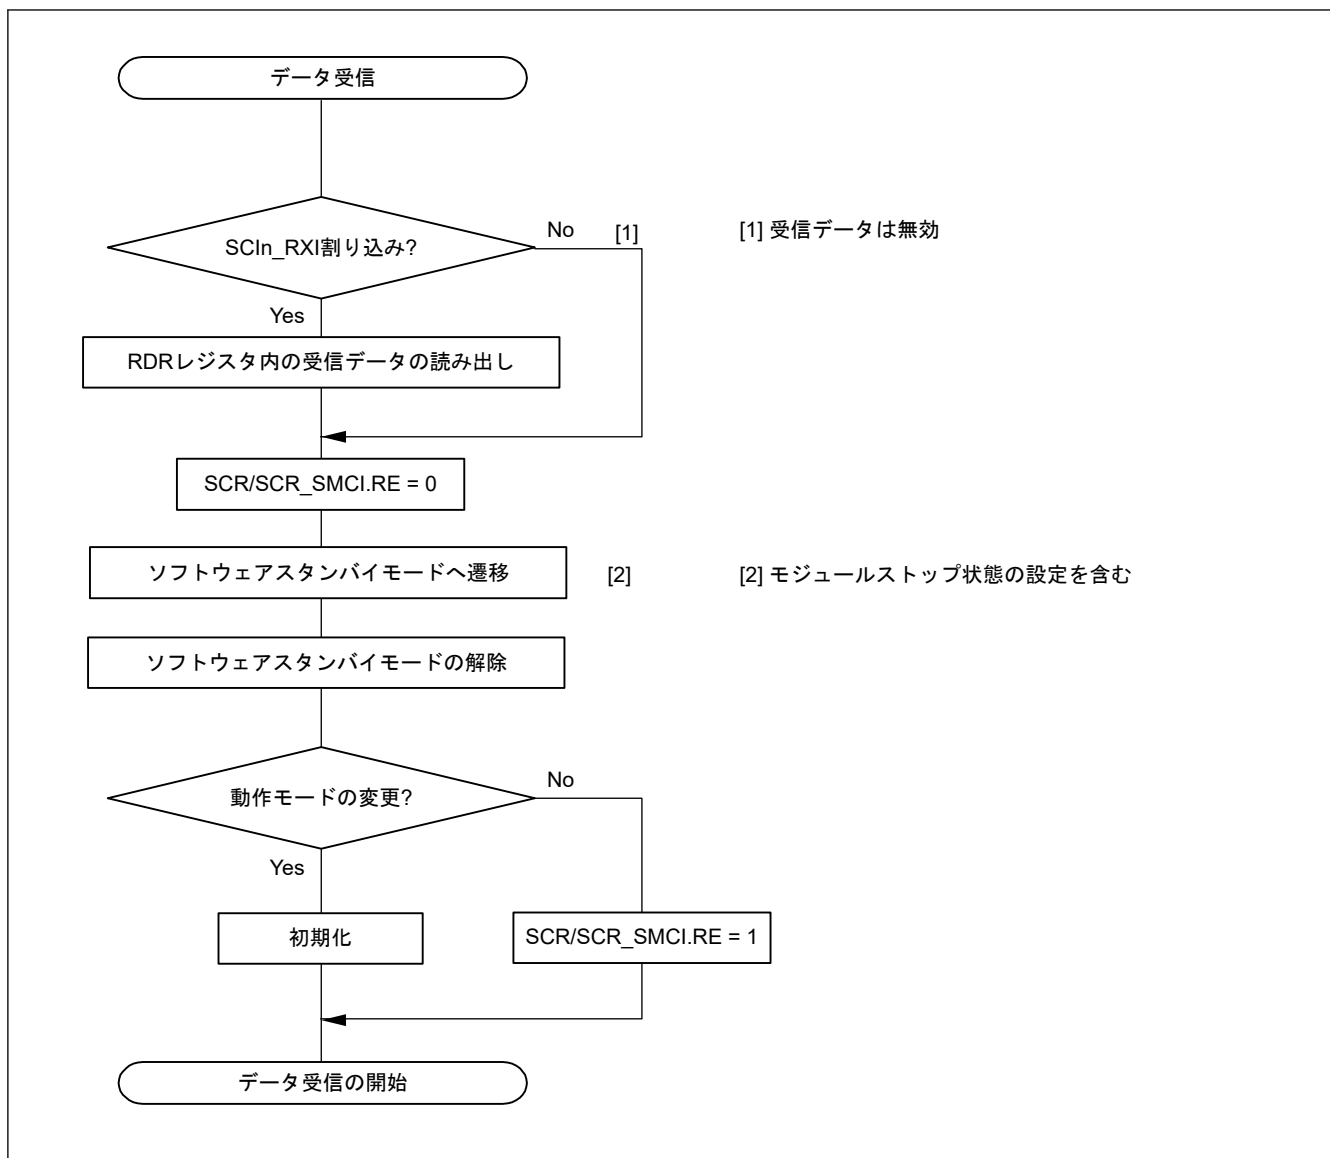 データ受信
SCIn_RXI割り込み?
No
[1]
[1] 受信データは無効
Yes
RDRレジスタ内の受信データの読み出し
SCR/SCR_SMCI.RE = 0
ソフトウェアスタンバイモードへ遷移
[2]
[2] モジュールストップ状態の設定を含む
ソフトウェアスタンバイモードの解除
動作モードの変更?
No
Yes
初期化
SCR/SCR_SMCI.RE = 1
データ受信の開始